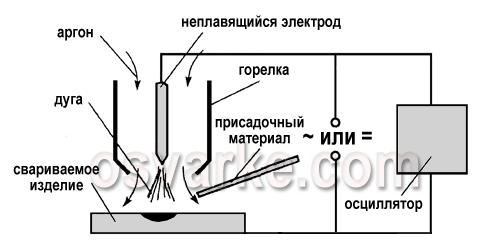 неплавящийся электрод
аргон
горелка
дуга
присадочный
материал
~ или =
свариваемое
изделие
осциллятор
osvarke.com